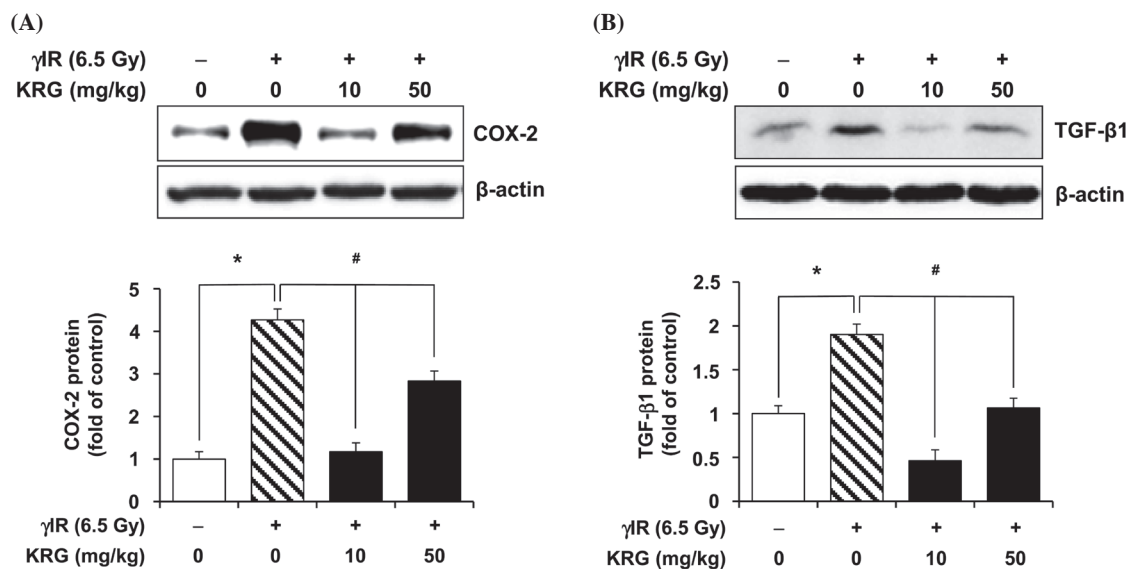 (A)
γIR (6.5 Gy) – + + +
KRG (mg/kg) 0 0 10 50
COX-2
β-actin
* #
5
4
3
2
1
0
COX-2 protein
(fold of control)
γIR (6.5 Gy) – + + +
KRG (mg/kg) 0 0 10 50
(B)
γIR (6.5 Gy) – + + +
KRG (mg/kg) 0 0 10 50
TGF-β1
β-actin
* #
2.5
2
1.5
1
0.5
0
TGF-β1 protein
(fold of control)
γIR (6.5 Gy) – + + +
KRG (mg/kg) 0 0 10 50